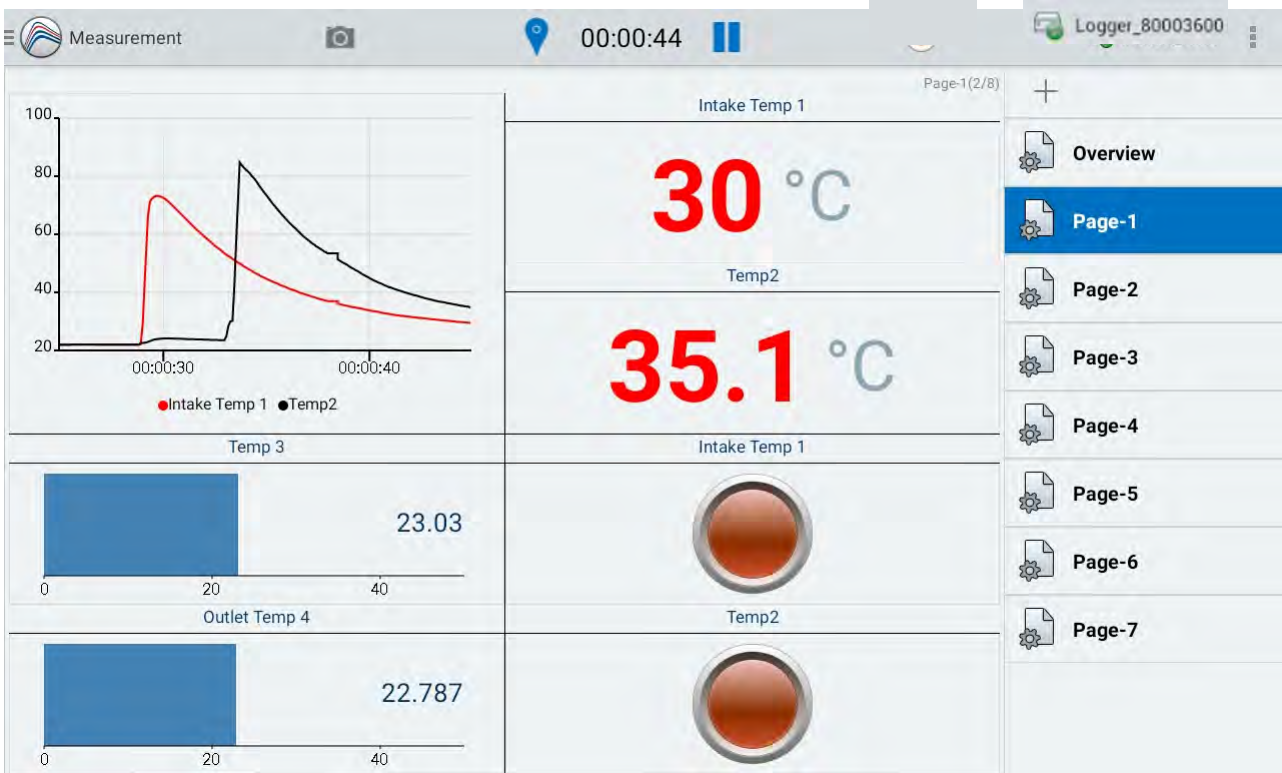 Measurement
00:00:44
Logger_80003600
Page-1(2/8)
100
80
60
40
20
00:00:30 00:00:40
Intake Temp 1 Temp2
Intake Temp 1
30 °C
Temp2
35.1 °C
Temp 3
23.03
0 20 40
Intake Temp 1
Outlet Temp 4
22.787
0 20 40
Temp2
Overview
Page-1
Page-2
Page-3
Page-4
Page-5
Page-6
Page-7